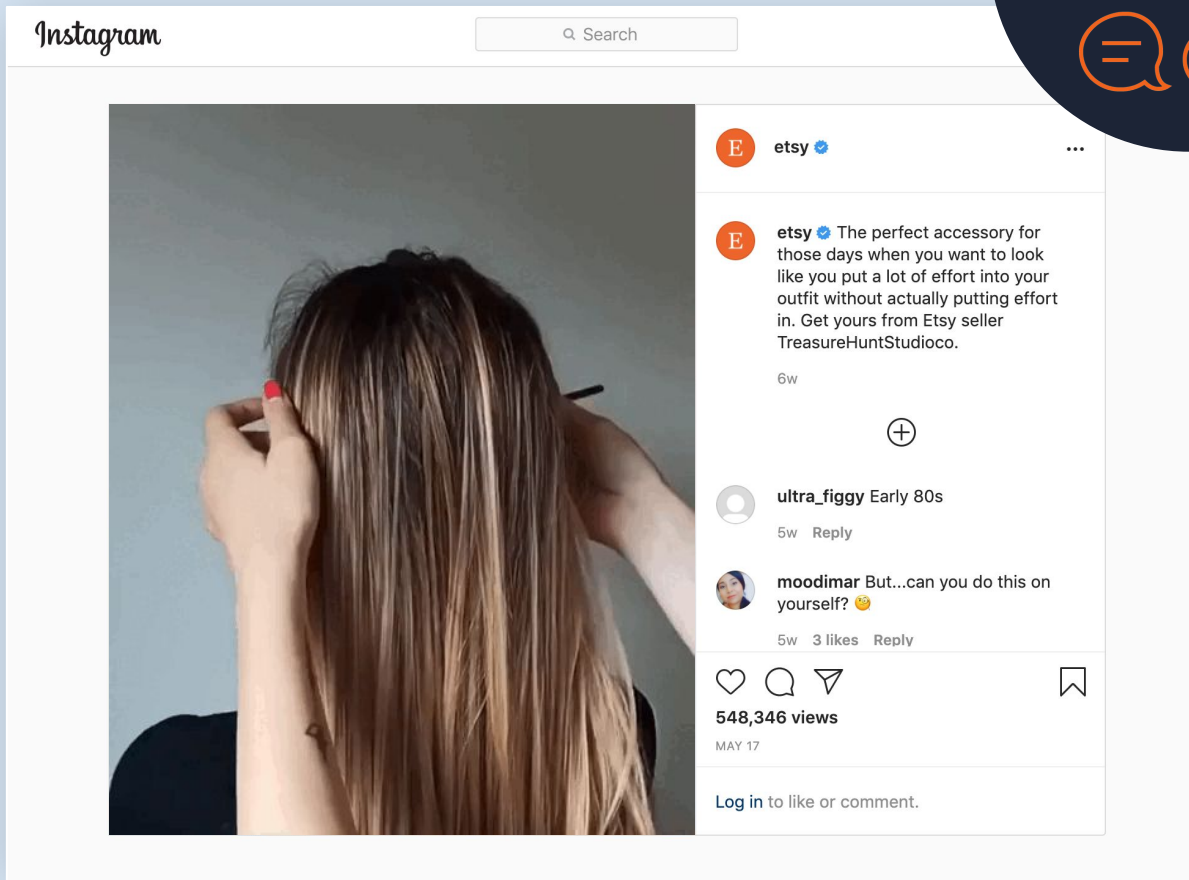 Instagram
Search
E
etsy
E
etsy The perfect accessory for
those days when you want to look
like you put a lot of effort into your
outfit without actually putting effort
in. Get yours from Etsy seller
TreasureHuntStudioco.
6w
ultra_figgy Early 80s
5w Reply
moodimar But...can you do this on
yourself? 🧐
5w 3 likes Reply
548,346 views
MAY 17
Log in to like or comment.